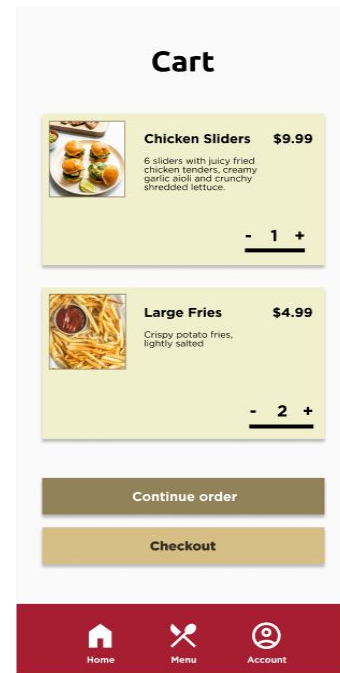 Cart
Chicken Sliders $9.99
6 sliders with juicy fried
chicken tenders, creamy
garlic aioli and crunchy
shredded lettuce.
- 1 +
Large Fries $4.99
Crispy potato fries,
lightly salted
- 2 +
Continue order
Checkout
Home Menu Account